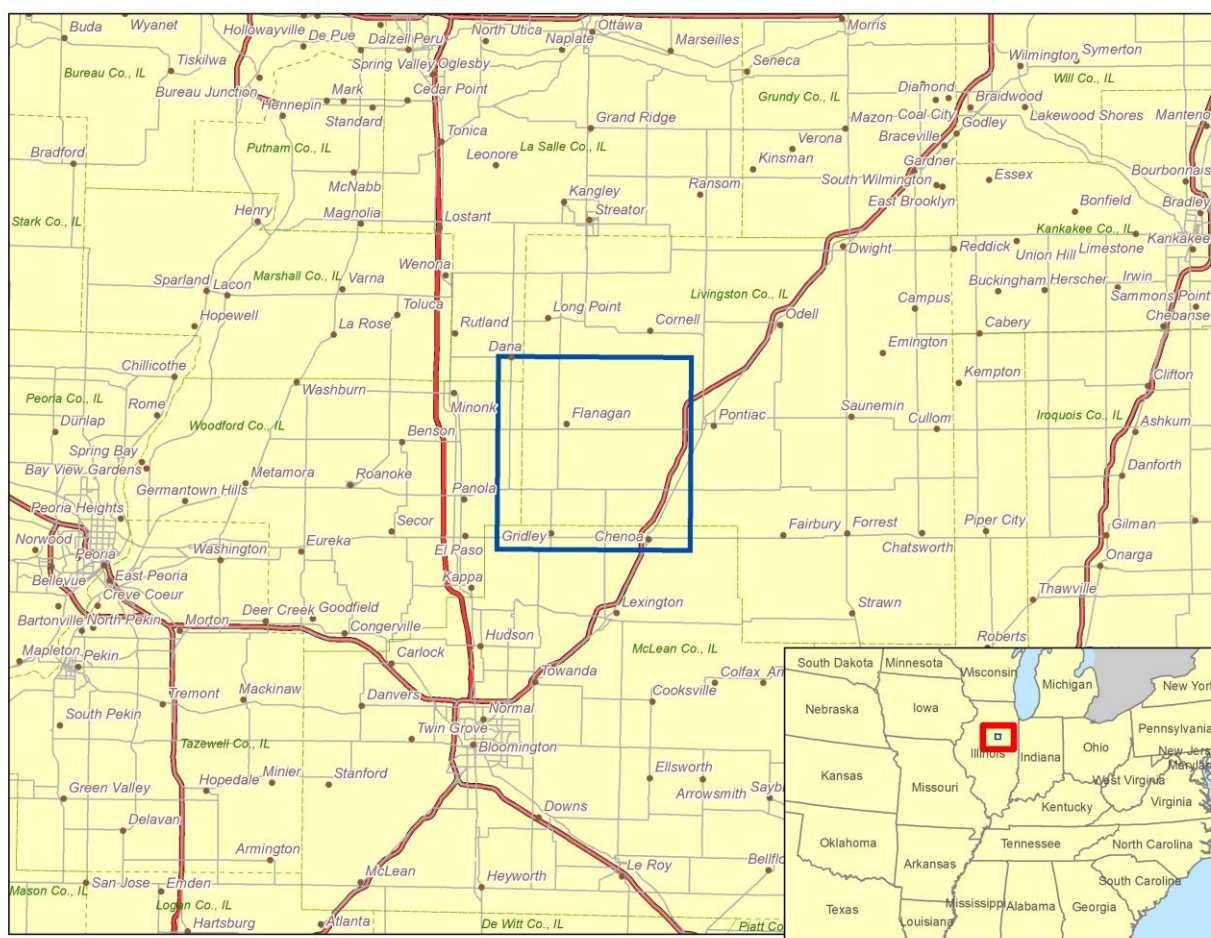 Buda
Wyanet
Hollowayville
De Pue
Dalzell
Peru
North Utica
Ottawa
Naplate
Marseilles
Morris
Tiskilwa
Spring Valley
Oglesby
Seneca
Wilmington
Symerton
Bureau Co., IL
Will Co., IL
Bureau Junction
Mark
Cedar Point
Grundy Co., IL
Diamond
Braidwood
Hennepin
Standard
Coal City
Lakewood Shores
Manteno
Mazon
Godley
Grand Ridge
Verona
Braceville
Tonica
Putnam Co., IL
La Salle Co., IL
Bradford
Leonore
Kinsman
Gardner
Bourbonnais
McNabb
Ransom
South Wilmington
Essex
Kangley
East Brooklyn
Bonfield
Bradley
Henry
Magnolia
Lostant
Streator
Stark Co., IL
Kankakee Co., IL
Dwight
Reddick
Limestone
Kankakee
Union Hill
Wenona
Marshall Co., IL
Varna
Sparland
Lacon
Livingston Co., IL
Campus
Buckingham
Herscher
Irwin
Sammons Point
Toluca
Long Point
Hopewell
La Rose
Rutland
Cornell
Odell
Cabery
Chebanse
Dana
Emington
Chillicothe
Washburn
Kempton
Clifton
Peoria Co., IL
Rome
Minonk
Flanagan
Pontiac
Saunemin
Cullom
Iroquois Co., IL
Dunlap
Woodford Co., IL
Benson
Ashkum
Spring Bay
Bay View Gardens
Metamora
Roanoke
Danforth
Germantown Hills
Panola
Peoria Heights
Secor
Gridley
Chenoa
Fairbury
Forrest
Piper City
Gilman
Norwood
Washington
Eureka
El Paso
Chatsworth
Peoria
Onarga
Bellevue
East Peoria
Kappa
Creve Coeur
Thawville
Bartonville
North Pekin
Morton
Deer Creek
Goodfield
Congerville
Lexington
Strawn
Hudson
Roberts
Mapleton
Pekin
Carlock
McLean Co., IL
Towanda
Tremont
Mackinaw
Danvers
Colfax
An
Cooksville
Normal
South Pekin
Twin Grove
Tazewell Co., IL
Bloomington
Hopedale
Minier
Stanford
Ellsworth
Green Valley
Arrowsmith
Saybr
Downs
Delavan
Armington
Le Roy
Bellflo
McLean
Heyworth
Mason Co., IL
San Jose
Emden
Logan Co., IL
Hartsburg
Atlanta
De Witt Co., IL
Piatt Co
South Dakota
Minnesota
Wisconsin
Michigan
New York
Nebraska
Iowa
Pennsylvania
Illinois
Indiana
Ohio
New Jers
Maryland
Kansas
Missouri
West Virginia
Virginia
Kentucky
Oklahoma
Arkansas
Tennessee
North Carolina
South Carolina
Texas
Louisiana
Mississippi
Alabama
Georgia